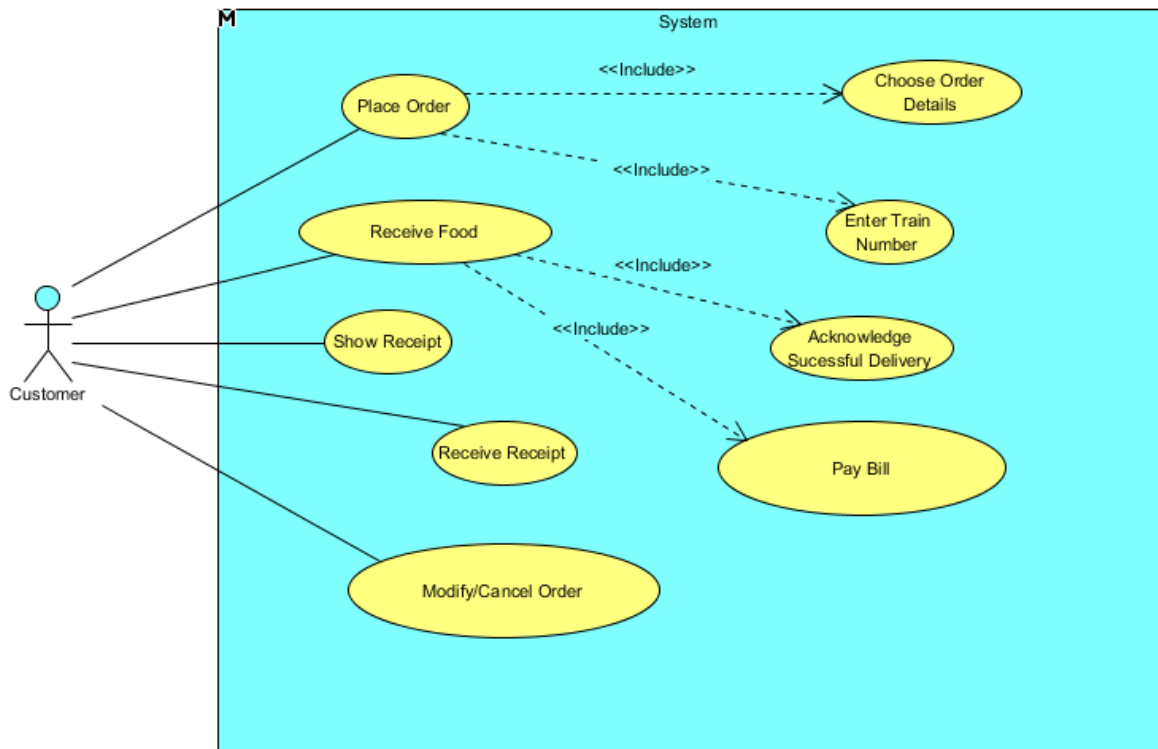 M
System
<<Include>>
Choose Order
Details
Place Order
<<Include>>
Enter Train
Number
Receive Food
<<Include>>
<<Include>>
Acknowledge
Sucessful Delivery
Show Receipt
Customer
Receive Receipt
Pay Bill
Modify/Cancel Order